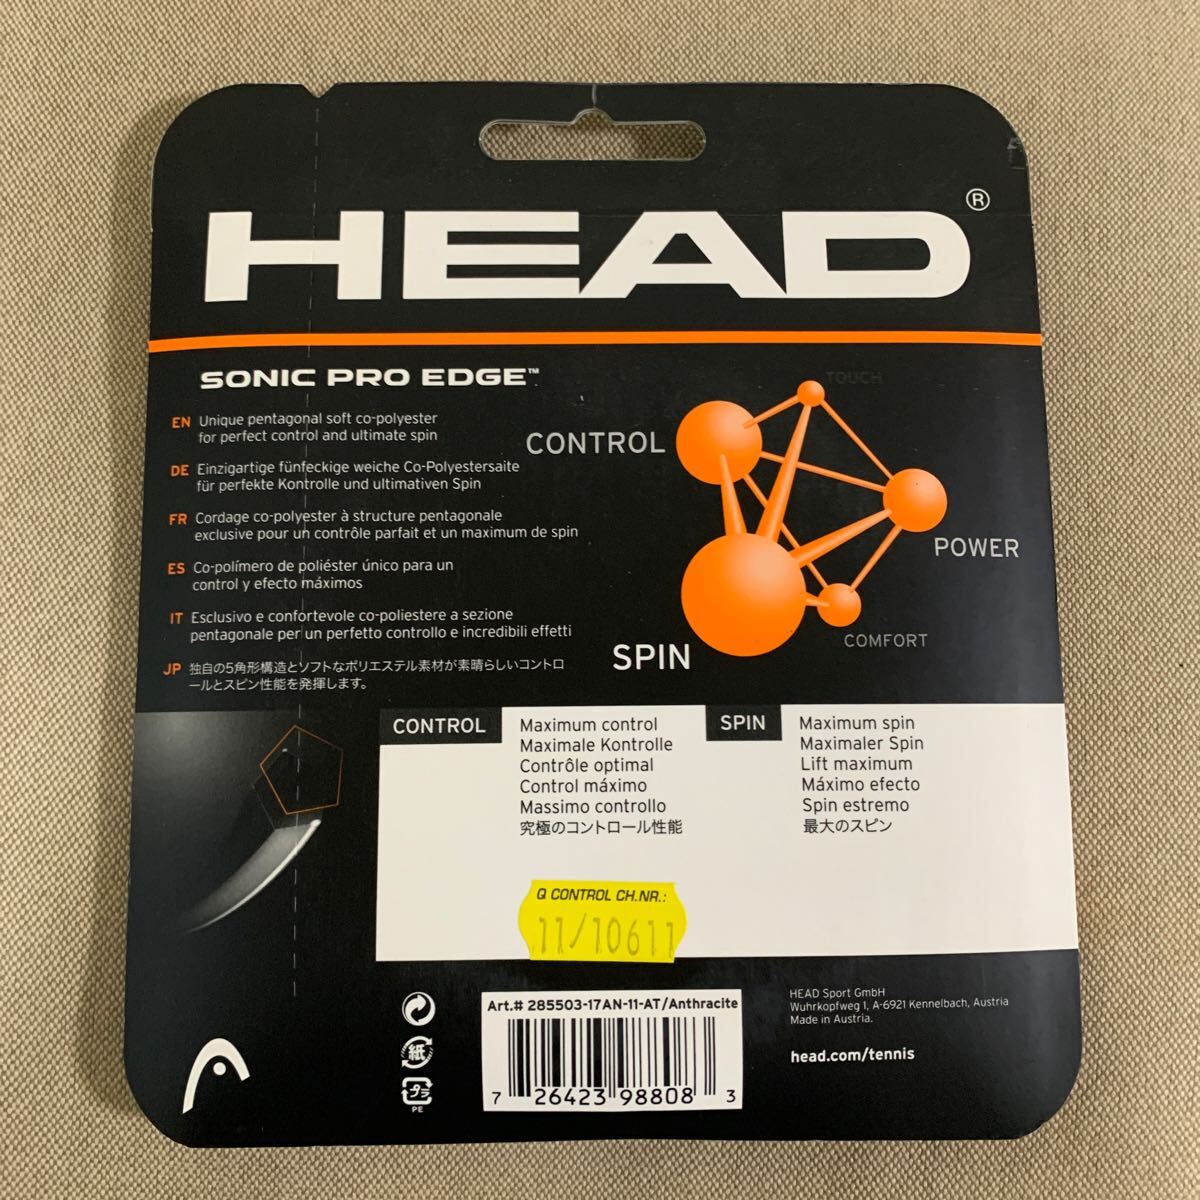 HEAD®
SONIC PRO EDGE™
EN Unique pentagonal soft co-polyester
for perfect control and ultimate spin
DE Einzigartige fünfeckige weiche Co-Polyestersaite
für perfekte Kontrolle und ultimativen Spin
FR Cordage co-polyester à structure pentagonale
exclusive pour un contrôle parfait et un maximum de spin
ES Co-polímero de poliéster único para un
control y efecto máximos
IT Esclusivo e confortevole co-poliestere a sezione
pentagonale per un perfetto controllo e incredibili effetti
JP 独自の5角形構造とソフトなポリエステル素材が素晴らしいコントロ
ールとスピン性能を発揮します。
TOUCH
CONTROL
POWER
COMFORT
SPIN
CONTROL
Maximum control
Maximale Kontrolle
Contrôle optimal
Control máximo
Massimo controllo
究極のコントロール性能
SPIN
Maximum spin
Maximaler Spin
Lift maximum
Máximo efecto
Spin estremo
最大のスピン
Q CONTROL CH.NR.:
11/10611
紙
プラ
PE
Art.# 285503-17AN-11-AT/Anthracite
7 26423 98808 3
HEAD Sport GmbH
Wuhrkopfweg 1, A-6921 Kennelbach, Austria
Made in Austria.
head.com/tennis